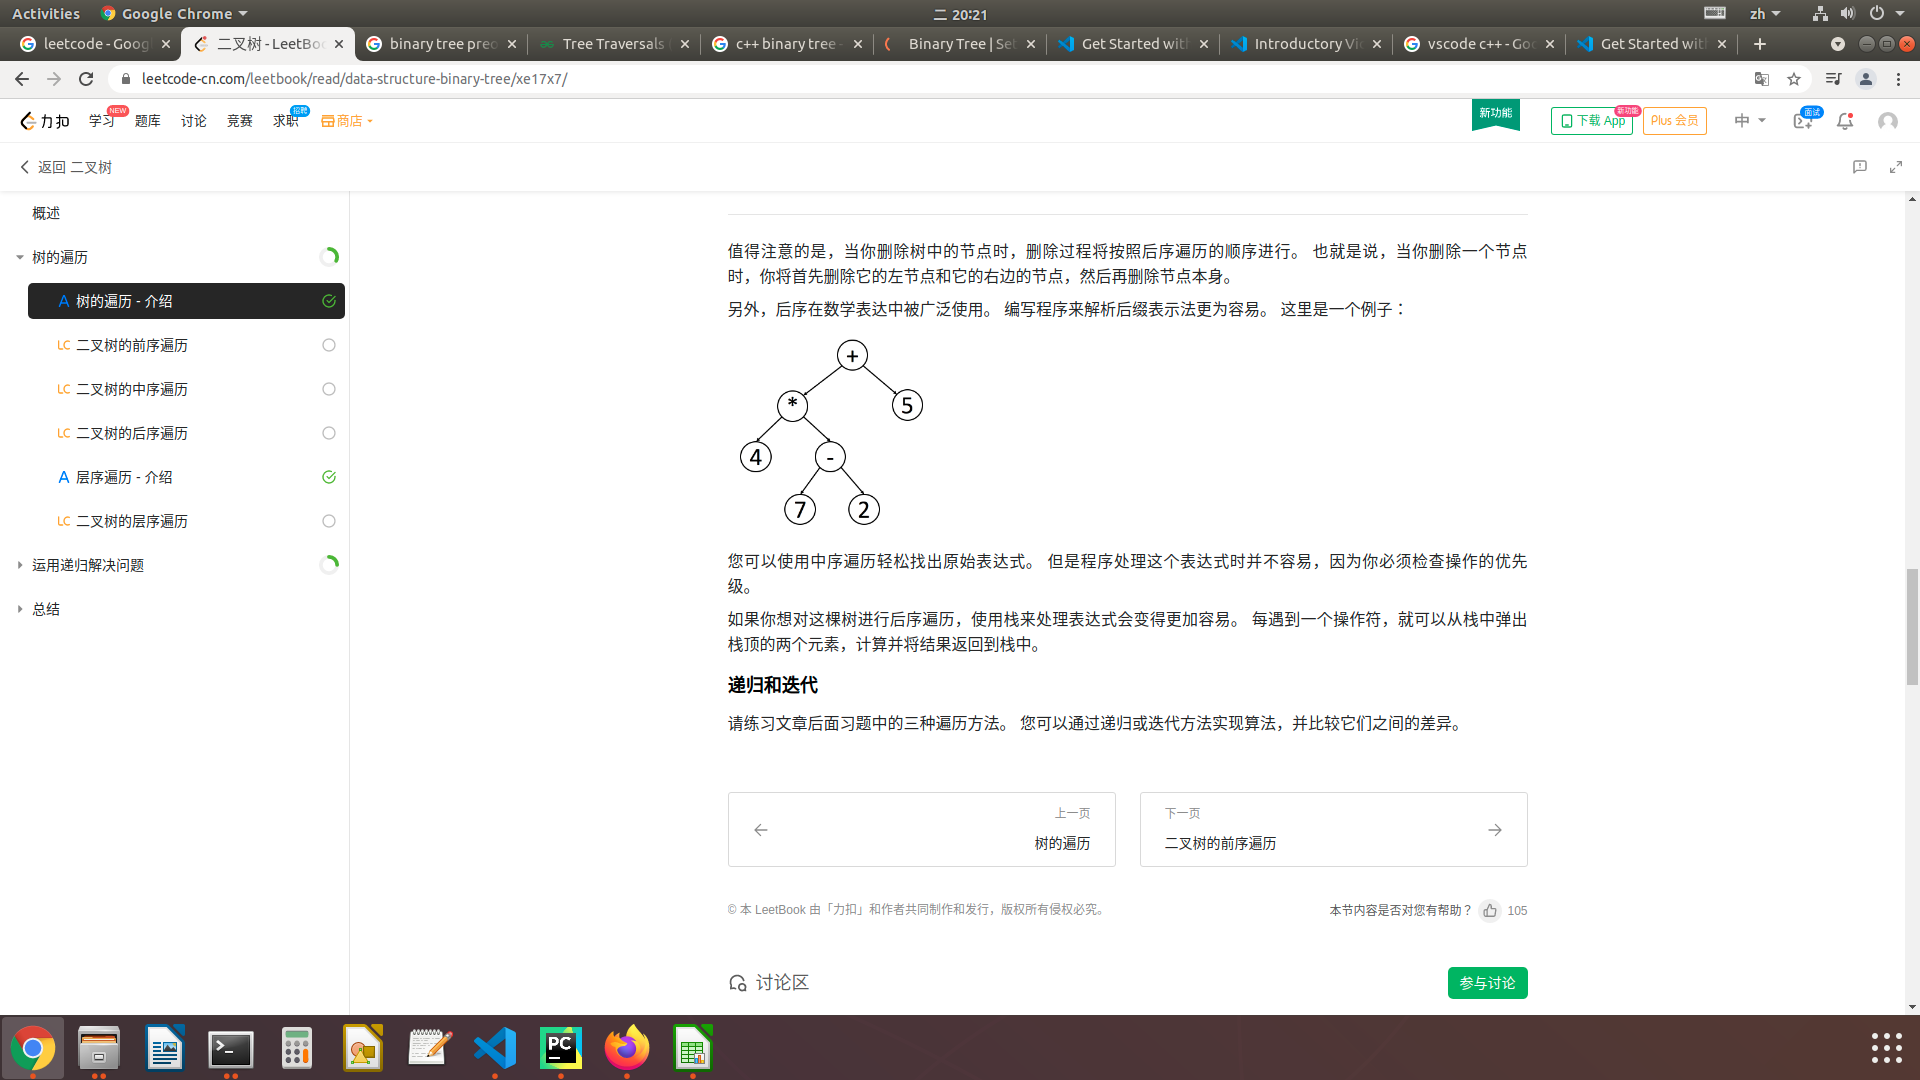 Activities Google Chrome 二 20:21 zh
leetcode - Goog 二叉树 - LeetBoo binary tree preo Tree Traversals c++ binary tree - Binary Tree | Se Get Started wit Introductory Vi vscode c++ - Goo Get Started wit
leetcode-cn.com/leetbook/read/data-structure-binary-tree/xe17x7/
力扣 学习 NEW 题库 讨论 竞赛 求职 招聘 商店 新功能 下载 App 新功能 Plus 会员 中 面试
返回 二叉树
概述
树的遍历
A 树的遍历 - 介绍
LC 二叉树的前序遍历
LC 二叉树的中序遍历
LC 二叉树的后序遍历
A 层序遍历 - 介绍
LC 二叉树的层序遍历
运用递归解决问题
总结
值得注意的是，当你删除树中的节点时，删除过程将按照后序遍历的顺序进行。 也就是说，当你删除一个节点
时，你将首先删除它的左节点和它的右边的节点，然后再删除节点本身。
另外，后序在数学表达中被广泛使用。 编写程序来解析后缀表示法更为容易。 这里是一个例子：
+
* 5
4 -
7 2
您可以使用中序遍历轻松找出原始表达式。 但是程序处理这个表达式时并不容易，因为你必须检查操作的优先
级。
如果你想对这棵树进行后序遍历，使用栈来处理表达式会变得更加容易。 每遇到一个操作符，就可以从栈中弹出
栈顶的两个元素，计算并将结果返回到栈中。
递归和迭代
请练习文章后面习题中的三种遍历方法。 您可以通过递归或迭代方法实现算法，并比较它们之间的差异。
上一页
树的遍历
下一页
二叉树的前序遍历
© 本 LeetBook 由「力扣」和作者共同制作和发行，版权所有侵权必究。
本节内容是否对您有帮助？ 105
讨论区
参与讨论
PC